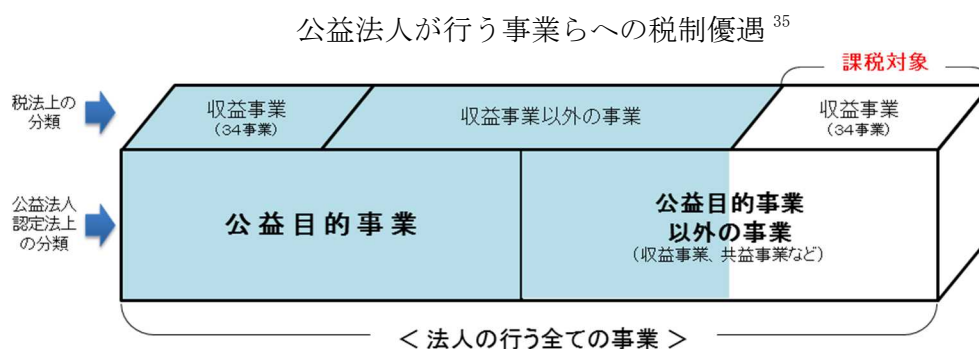 公益法人が行う事業らへの税制優遇 35
課税対象
税法上の
分類
収益事業
(34事業)
収益事業以外の事業
収益事業
(34事業)
公益法人
認定法上
の分類
公益目的事業
公益目的事業
以外の事業
(収益事業、共益事業など)
<法人の行う全ての事業>